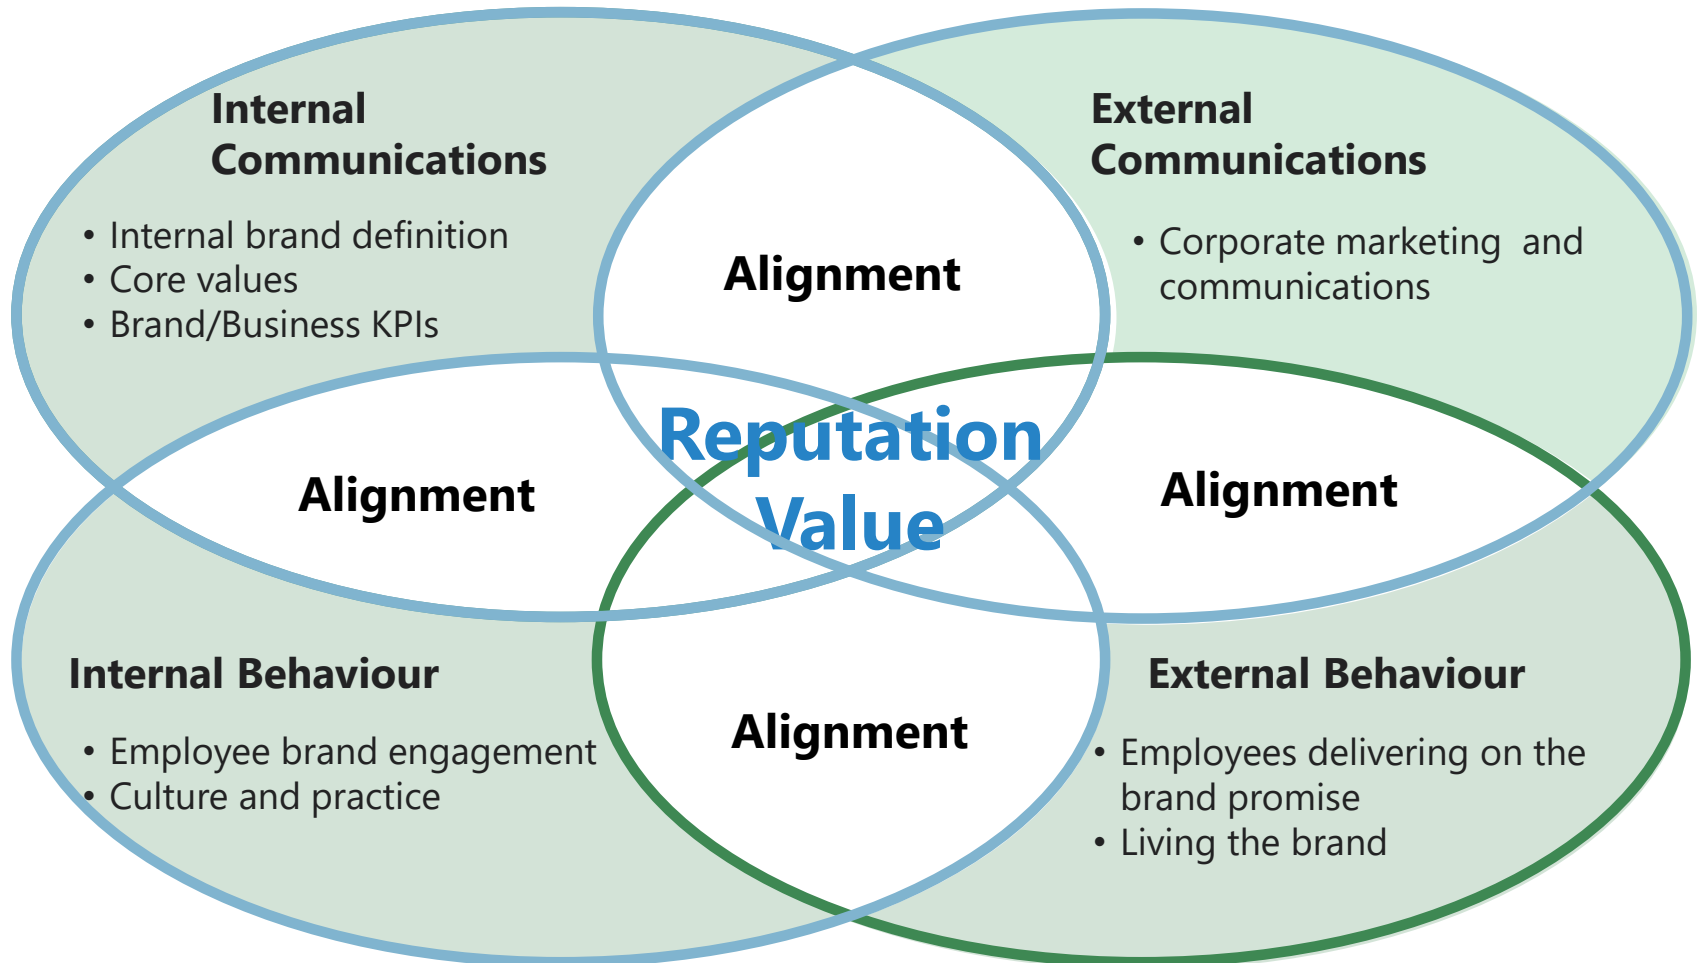 Internal
Communications
• Internal brand definition
• Core values
• Brand/Business KPIs
External
Communications
• Corporate marketing  and
communications
Alignment
Reputation
Value
Alignment
Alignment
Internal Behaviour
• Employee brand engagement
• Culture and practice
Alignment
External Behaviour
• Employees delivering on the
brand promise
• Living the brand